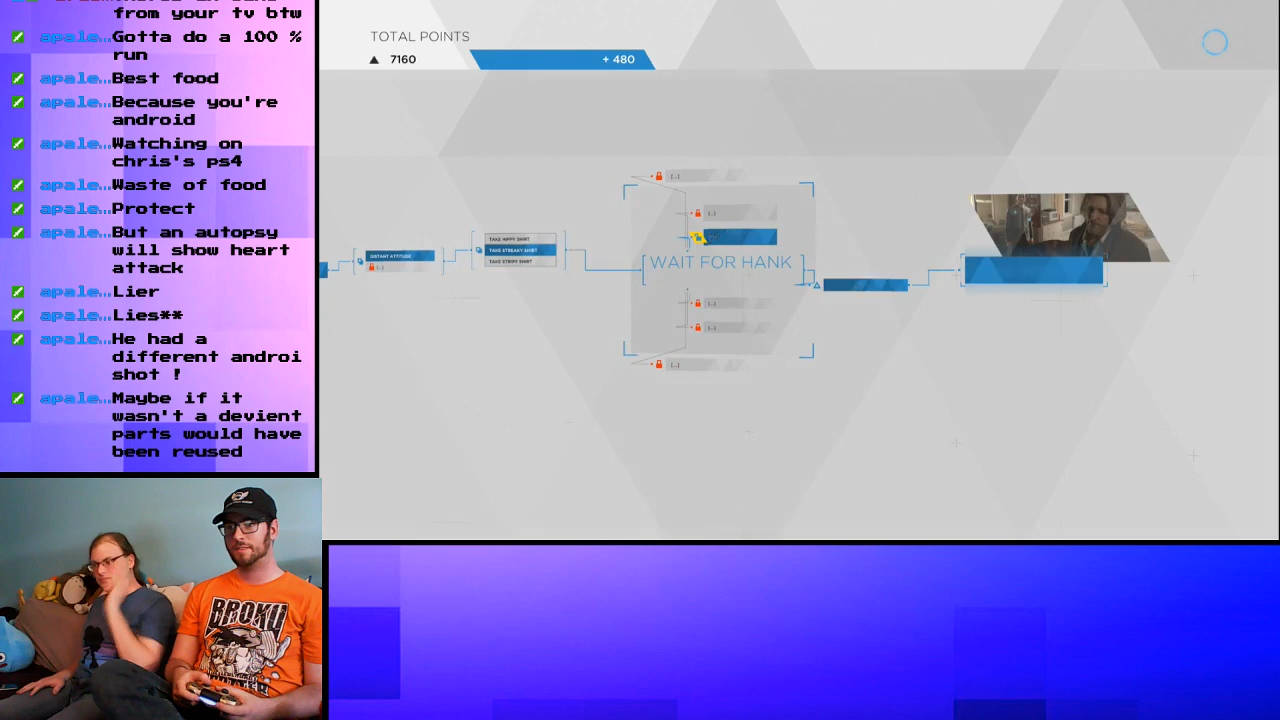 from your tv btw
apale...Gotta do a 100 %
run
apale...Best food
apale...Because you're
android
apale...Watching on
chris's ps4
apale...Waste of food
apale...Protect
apale...But an autopsy
will show heart
attack
apale...Lier
apale...Lies**
apale...He had a
different androi
shot !
apale...Maybe if it
wasn't a devient
parts would have
been reused
TOTAL POINTS
7160
+ 480
DISTANT ATTITUDE
[...]
TAKE HIPPY SHIRT
TAKE STREAKY SHIRT
TAKE STRIPY SHIRT
[...]
[...]
WAIT FOR HANK
[...]
[...]
[...]
BROKU